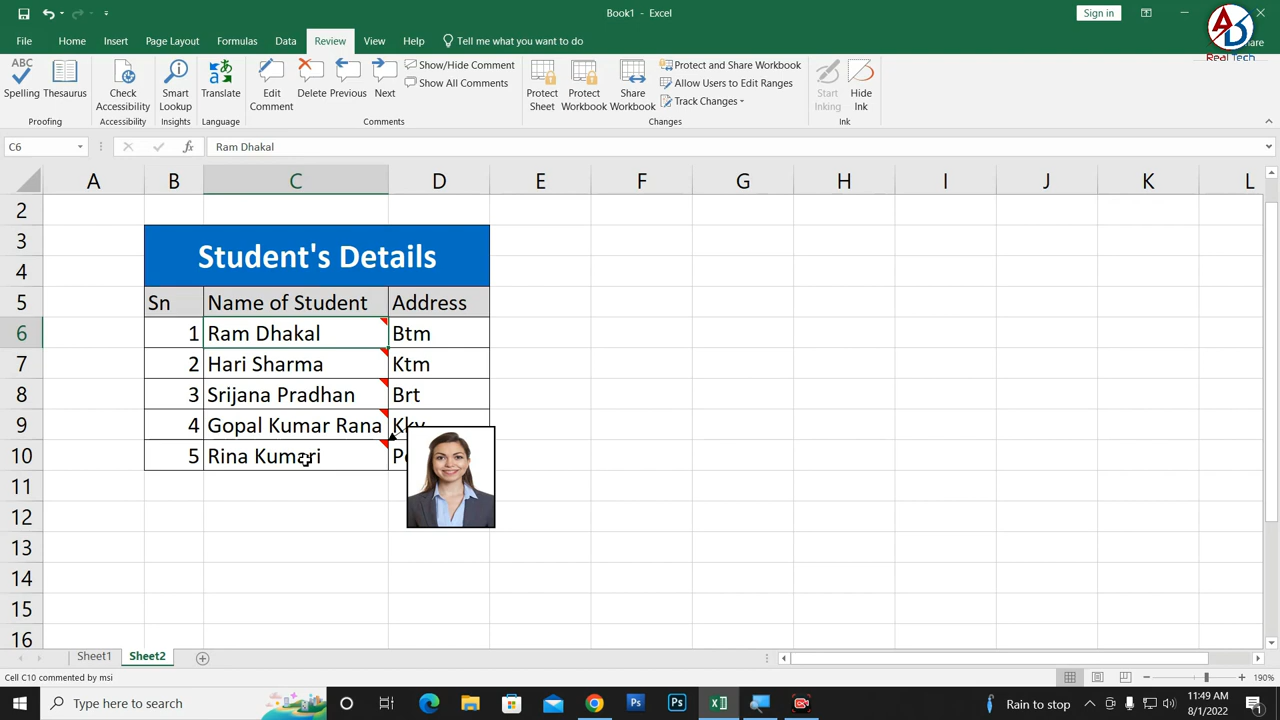 Book1 - Excel
Sign in
File Home Insert Page Layout Formulas Data Review View Help Tell me what you want to do
RealTech
ABC
Spelling Thesaurus Check Accessibility Smart Lookup Translate Edit Comment Delete Previous Next
Show/Hide Comment
Show All Comments
Protect Sheet Protect Workbook Share Workbook
Protect and Share Workbook
Allow Users to Edit Ranges
Track Changes
Start Inking Hide Ink
Proofing Accessibility Insights Language Comments Changes Ink
C6 fx Ram Dhakal
A B C D E F G H I J K L
2
3
4
Student's Details
5 Sn Name of Student Address
6 1 Ram Dhakal Btm
7 2 Hari Sharma Ktm
8 3 Srijana Pradhan Brt
9 4 Gopal Kumar Rana
10 5 Rina Kumari
11
12
13
14
15
16
Sheet1 Sheet2
Cell C10 commented by msi
190%
Type here to search
Rain to stop
11:49 AM
8/1/2022